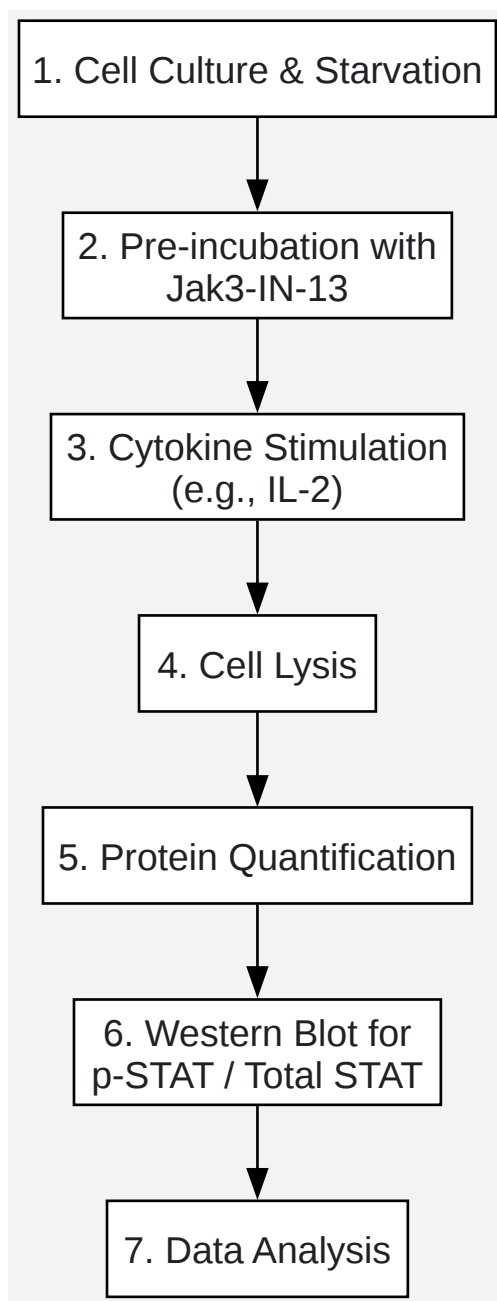 1. Cell Culture & Starvation
2. Pre-incubation with
Jak3-IN-13
3. Cytokine Stimulation
(e.g., IL-2)
4. Cell Lysis
5. Protein Quantification
6. Western Blot for
p-STAT / Total STAT
7. Data Analysis